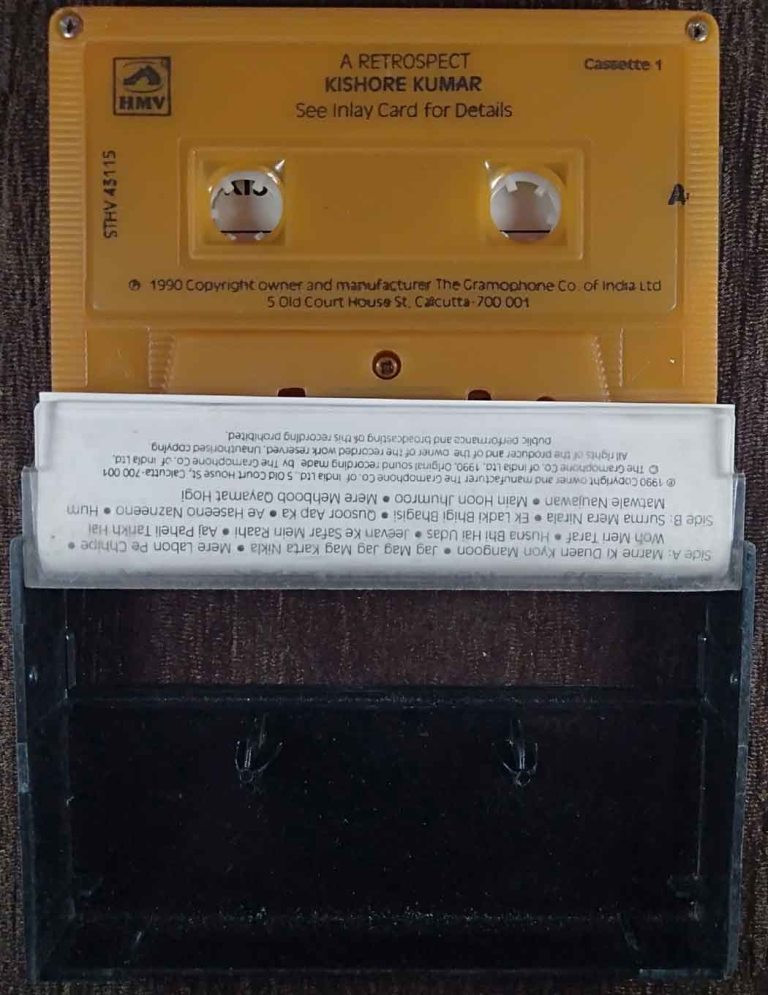 A RETROSPECT
KISHORE KUMAR
See Inlay Card for Details
Cassette 1
HMV
STHV 43115
A
℗ 1990 Copyright owner and manufacturer The Gramophone Co. of India Ltd
5 Old Court House St, Calcutta-700 001
Side A: Marne Ki Duaen Kyon Mangoon • Jag Mag Jag Mag Karta Nikla • Mere Labon Pe Chhipe •
Woh Meri Taraf • Husna Bhi Hai Udas • Jeevan Ke Safar Mein Raahi • Aaj Paheli Tarikh Hai
Side B: Surma Mera Nirala • Ek Ladki Bhigi Bhagisi • Qusoor Aap Ka • Ae Haseeno Nazneeno • Hum
Matwale Naujawan • Main Hoon Jhumroo • Mere Mehboob Qayamat Hogi
℗ 1990 Copyright owner and manufacturer The Gramophone Co. of India Ltd., 5 Old Court House St, Calcutta-700 001
© The Gramophone Co. of India Ltd. 1990. Original sound recording made by The Gramophone Co. of India Ltd.
All rights of the producer and of the owner of the recorded work reserved. Unauthorised copying
public performance and broadcasting of this recording prohibited.